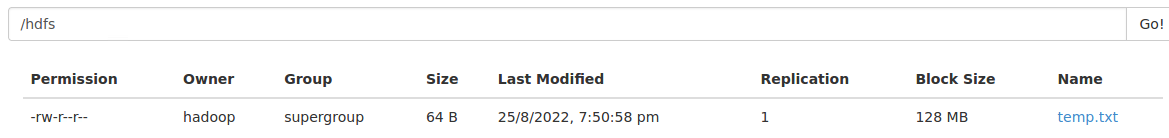 /hdfs Go!
Permission Owner Group Size Last Modified Replication Block Size Name
-rw-r--r-- hadoop supergroup 64 B 25/8/2022, 7:50:58 pm 1 128 MB temp.txt